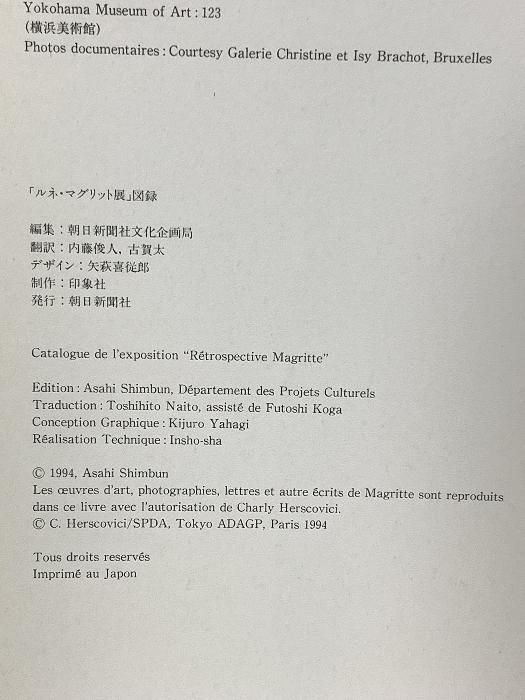 Yokohama Museum of Art : 123
(横浜美術館)
Photos documentaires : Courtesy Galerie Christine et Isy Brachot, Bruxelles
「ルネ・マグリット展」図録
編集：朝日新聞社文化企画局
翻訳：内藤俊人, 古賀太
デザイン：矢萩喜従郎
制作：印象社
発行：朝日新聞社
Catalogue de l'exposition “Rétrospective Magritte”
Edition : Asahi Shimbun, Département des Projets Culturels
Traduction : Toshihito Naito, assisté de Futoshi Koga
Conception Graphique : Kijuro Yahagi
Réalisation Technique : Insho-sha
© 1994, Asahi Shimbun
Les œuvres d'art, photographies, lettres et autre écrits de Magritte sont reproduits
dans ce livre avec l'autorisation de Charly Herscovici.
© C. Herscovici/SPDA, Tokyo ADAGP, Paris 1994
Tous droits reservés
Imprimé au Japon